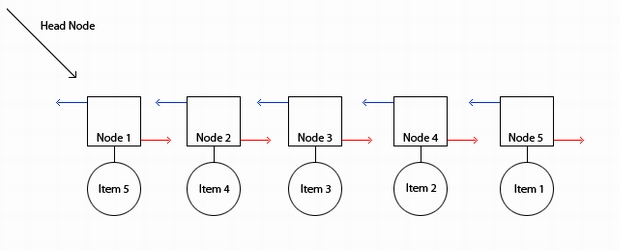 Head Node
Node 1
Node 2
Node 3
Node 4
Node 5
Item 5
Item 4
Item 3
Item 2
Item 1